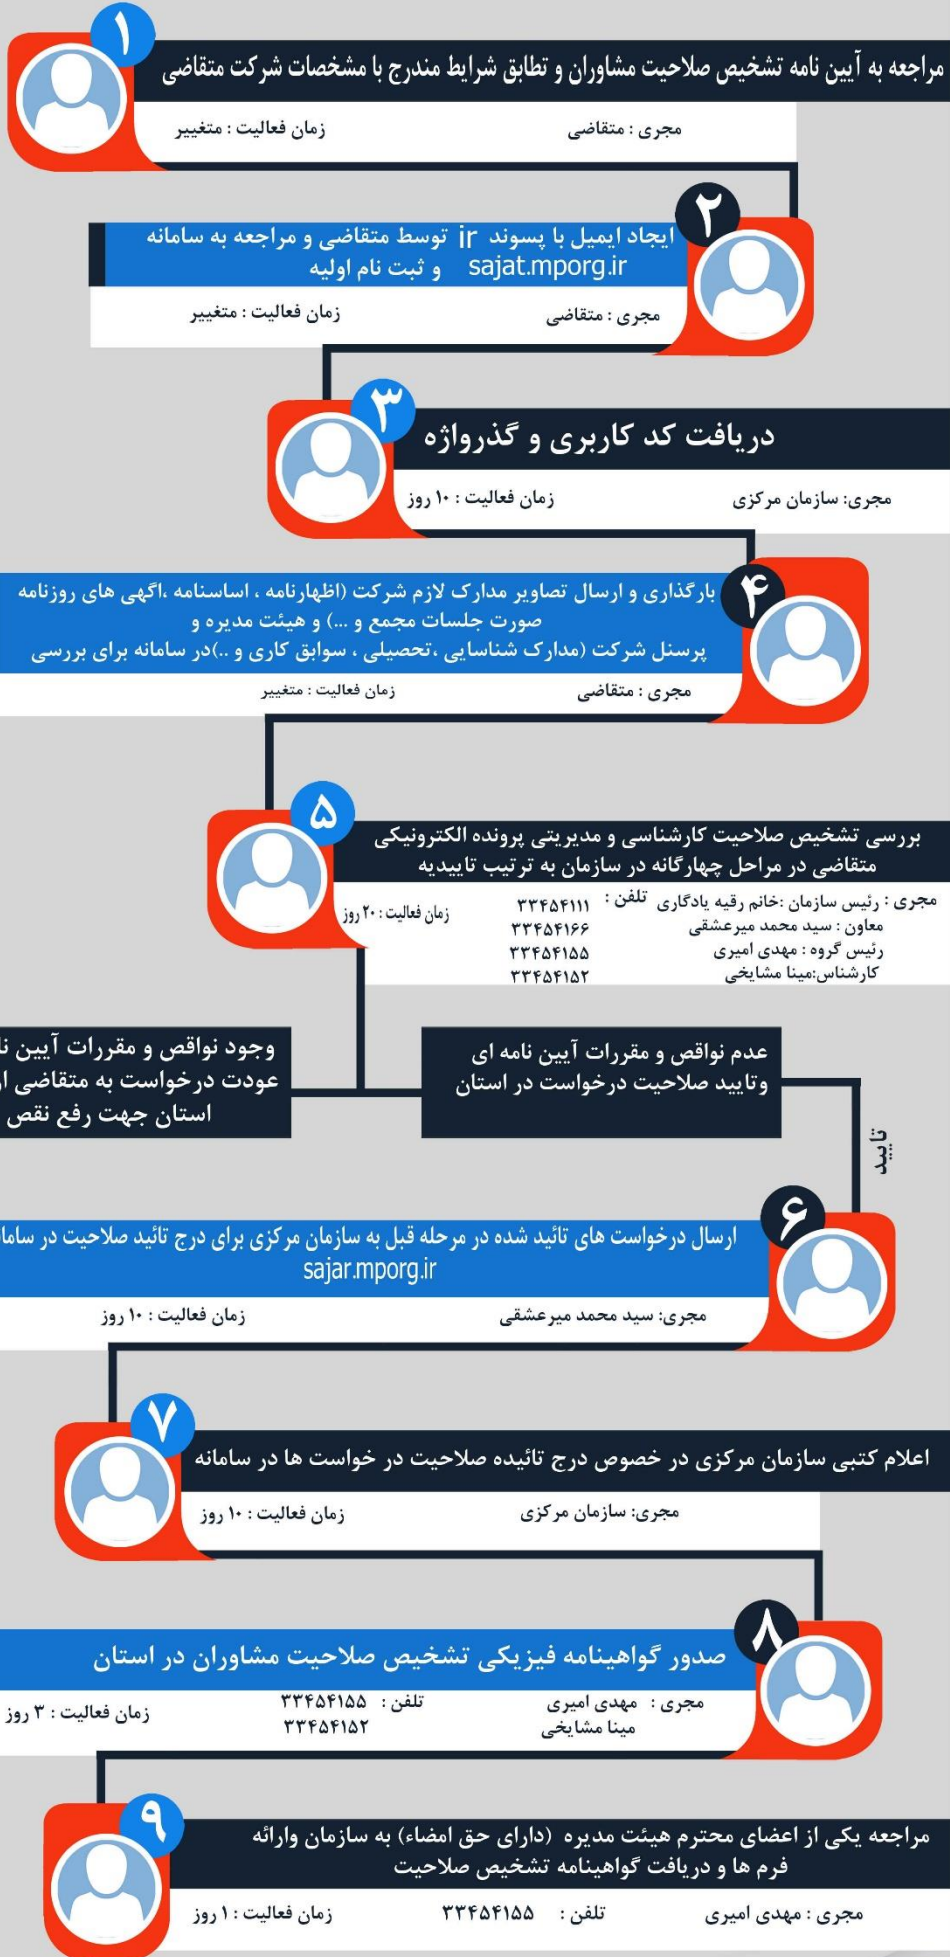 ۱
مراجعه به آیین نامه تشخیص صلاحیت مشاوران و تطابق شرایط مندرج با مشخصات شرکت متقاضی
مجری : متقاضی زمان فعالیت : متغییر
۲
ایجاد ایمیل با پسوند ir توسط متقاضی و مراجعه به سامانه
sajat.mporg.ir و ثبت نام اولیه
مجری : متقاضی زمان فعالیت : متغییر
۳
دریافت کد کاربری و گذرواژه
مجری: سازمان مرکزی زمان فعالیت : ۱۰ روز
۴
بارگذاری و ارسال تصاویر مدارک لازم شرکت (اظهارنامه ، اساسنامه ،اگهی های روزنامه
صورت جلسات مجمع و ...) و هیئت مدیره و
پرسنل شرکت (مدارک شناسایی ،تحصیلی ، سوابق کاری و ..)در سامانه برای بررسی
مجری : متقاضی زمان فعالیت : متغییر
۵
بررسی تشخیص صلاحیت کارشناسی و مدیریتی پرونده الکترونیکی
متقاضی در مراحل چهارگانه در سازمان به ترتیب تاییدیه
مجری : رئیس سازمان :خانم رقیه یادگاری تلفن : ۳۳۴۵۴۱۱۱ زمان فعالیت : ۲۰ روز
معاون : سید محمد میرعشقی ۳۳۴۵۴۱۶۶
رئیس گروه : مهدی امیری ۳۳۴۵۴۱۵۵
کارشناس:مینا مشایخی ۳۳۴۵۴۱۵۲
عدم نواقص و مقررات آیین نامه ای
وتایید صلاحیت درخواست در استان
وجود نواقص و مقررات آیین
عودت درخواست به متقاضی
استان جهت رفع نقص
تایید
۶
ارسال درخواست های تائید شده در مرحله قبل به سازمان مرکزی برای درج تائید صلاحیت در
sajar.mporg.ir
مجری: سید محمد میرعشقی زمان فعالیت : ۱۰ روز
۷
اعلام کتبی سازمان مرکزی در خصوص درج تائیده صلاحیت در خواست ها در سامانه
مجری: سازمان مرکزی زمان فعالیت : ۱۰ روز
۸
صدور گواهینامه فیزیکی تشخیص صلاحیت مشاوران در استان
مجری : مهدی امیری تلفن : ۳۳۴۵۴۱۵۵ زمان فعالیت : ۳ روز
مینا مشایخی ۳۳۴۵۴۱۵۲
۹
مراجعه یکی از اعضای محترم هیئت مدیره (دارای حق امضاء) به سازمان وارائه
فرم ها و دریافت گواهینامه تشخیص صلاحیت
مجری : مهدی امیری تلفن : ۳۳۴۵۴۱۵۵ زمان فعالیت : ۱ روز